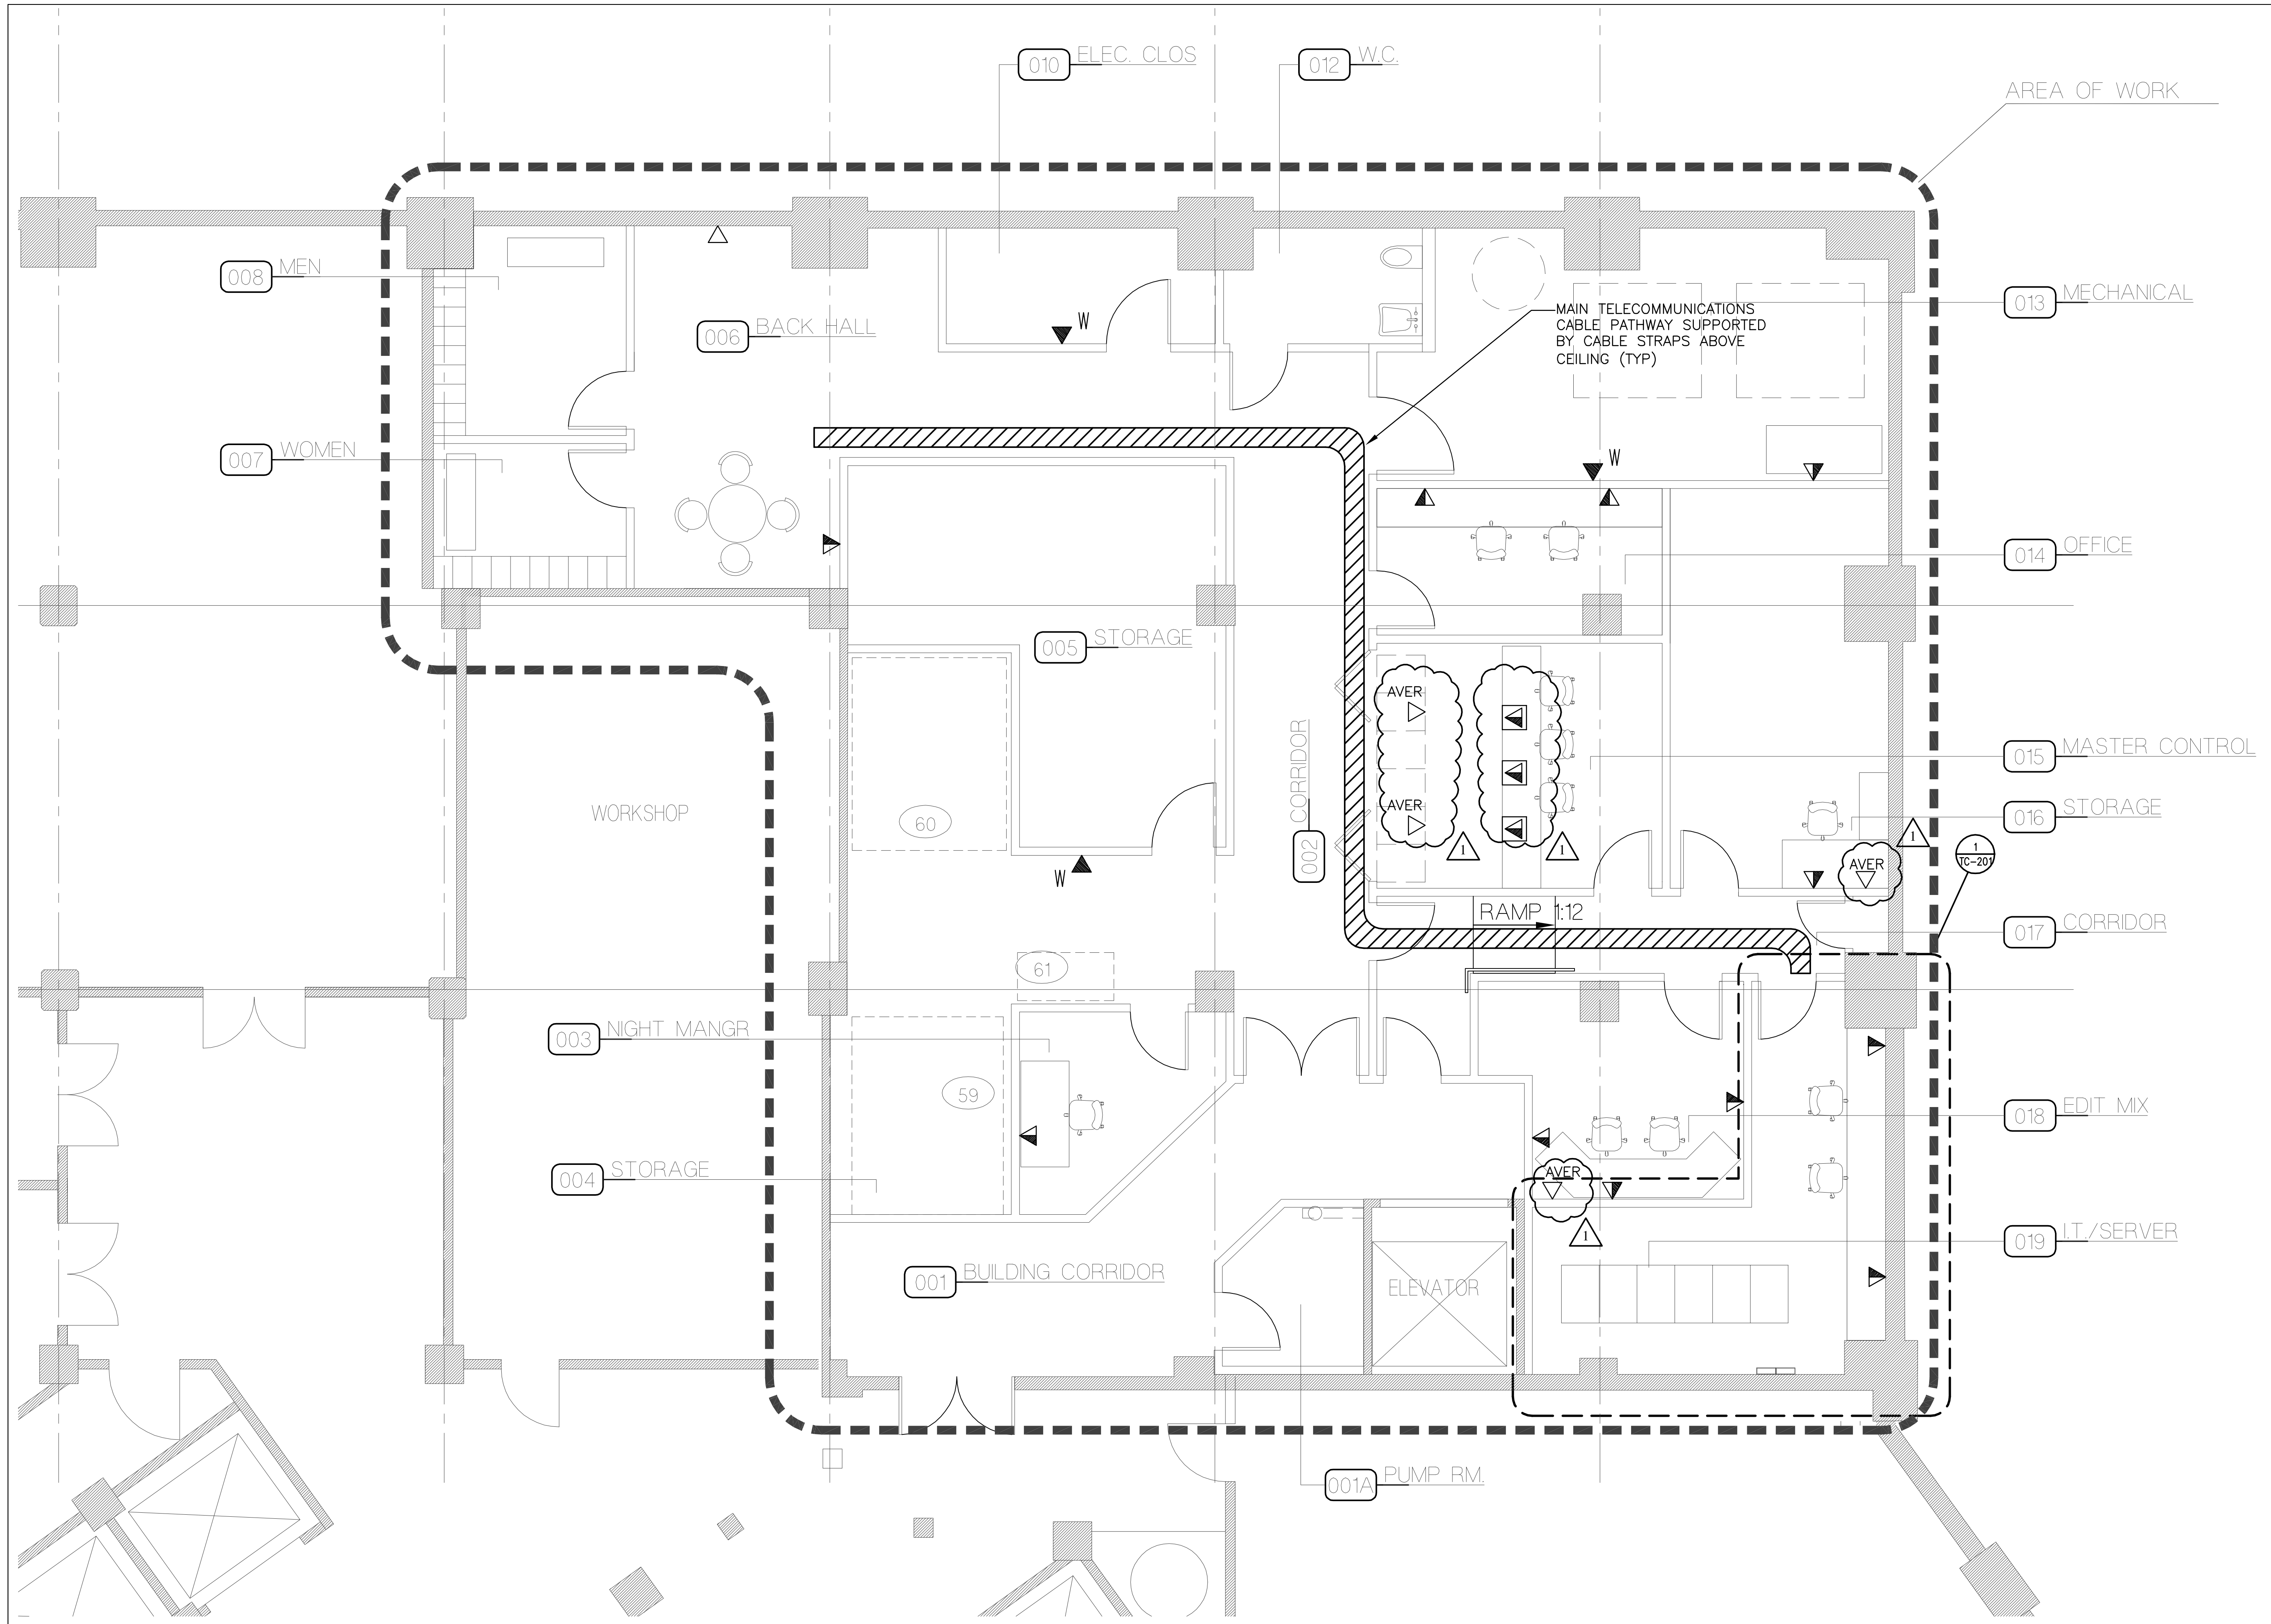 010 ELEC. CLOS
012 W.C.
AREA OF WORK
008 MEN
006 BACK HALL
W
013 MECHANICAL
MAIN TELECOMMUNICATIONS
CABLE PATHWAY SUPPORTED
BY CABLE STRAPS ABOVE
CEILING (TYP)
007 WOMEN
W
014 OFFICE
005 STORAGE
AVER
002 CORRIDOR
015 MASTER CONTROL
WORKSHOP
60
AVER
016 STORAGE
1
1
1
1
TC-201
AVER
W
RAMP 1:12
017 CORRIDOR
61
003 NIGHT MANGR
59
018 EDIT MIX
004 STORAGE
AVER
1
019 I.T./SERVER
001 BUILDING CORRIDOR
ELEVATOR
001A PUMP RM.